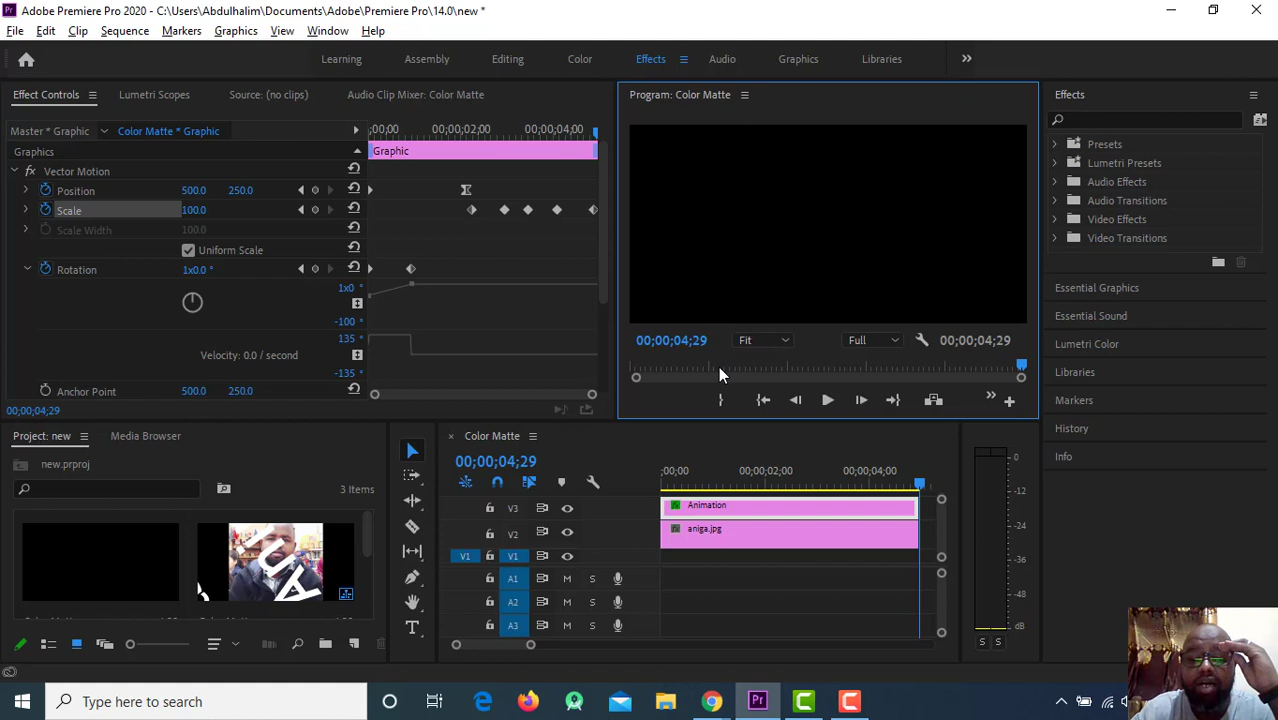 Pr Adobe Premiere Pro 2020 - C:\Users\Abdulhalim\Documents\Adobe\Premiere Pro\14.0\new *
File Edit Clip Sequence Markers Graphics View Window Help
Learning Assembly Editing Color Effects Audio Graphics Libraries
Effect Controls Lumetri Scopes Source: (no clips) Audio Clip Mixer: Color Matte
Program: Color Matte
Effects
Master * Graphic Color Matte * Graphic
;00;00 00;00;02;00 00;00;04;00
Graphics
Graphic
fx Vector Motion
Position 500.0 250.0
Scale 100.0
Scale Width 100.0
Uniform Scale
Rotation 1x0.0 °
1x0 °
-100 °
135 °
Velocity: 0.0 / second
-135 °
Anchor Point 500.0 250.0
00;00;04;29
00;00;04;29 Fit Full 00;00;04;29
Presets
Lumetri Presets
Audio Effects
Audio Transitions
Video Effects
Video Transitions
Essential Graphics
Essential Sound
Lumetri Color
Libraries
Markers
History
Info
Project: new Media Browser
new.prproj
3 Items
Color Matte
00;00;04;29
;00;00 00;00;02;00 00;00;04;00
V3 Animation
V2 aniga.jpg
V1 V1
A1 M S
A2 M S
A3 M S
0
-12
-24
-36
-48
dB
S S
Type here to search
Pr